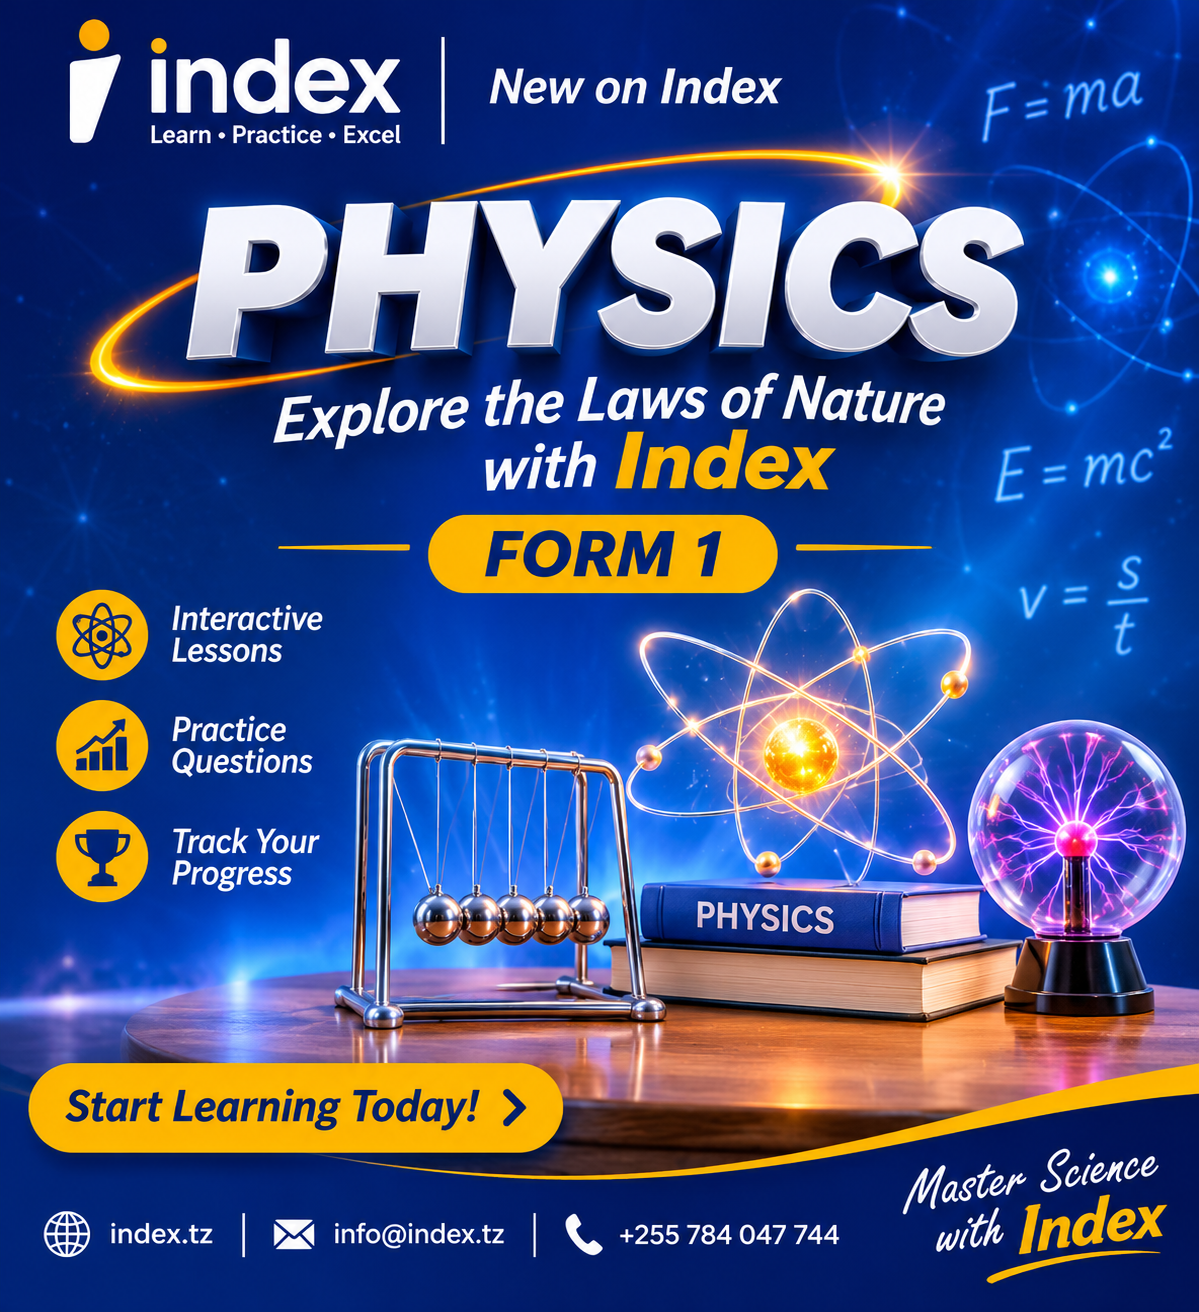 index
Learn • Practice • Excel
New on Index
F = ma
PHYSICS
Explore the Laws of Nature
with Index
E = mc²
FORM 1
v = s/t
Interactive
Lessons
Practice
Questions
Track Your
Progress
PHYSICS
Start Learning Today!
Master Science
with Index
index.tz
info@index.tz
+255 784 047 744